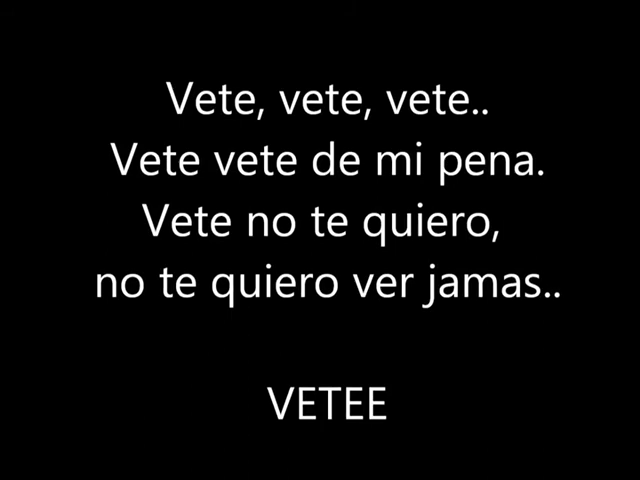 Vete, vete, vete..
Vete vete de mi pena.
Vete no te quiero,
no te quiero ver jamas..
VETEE